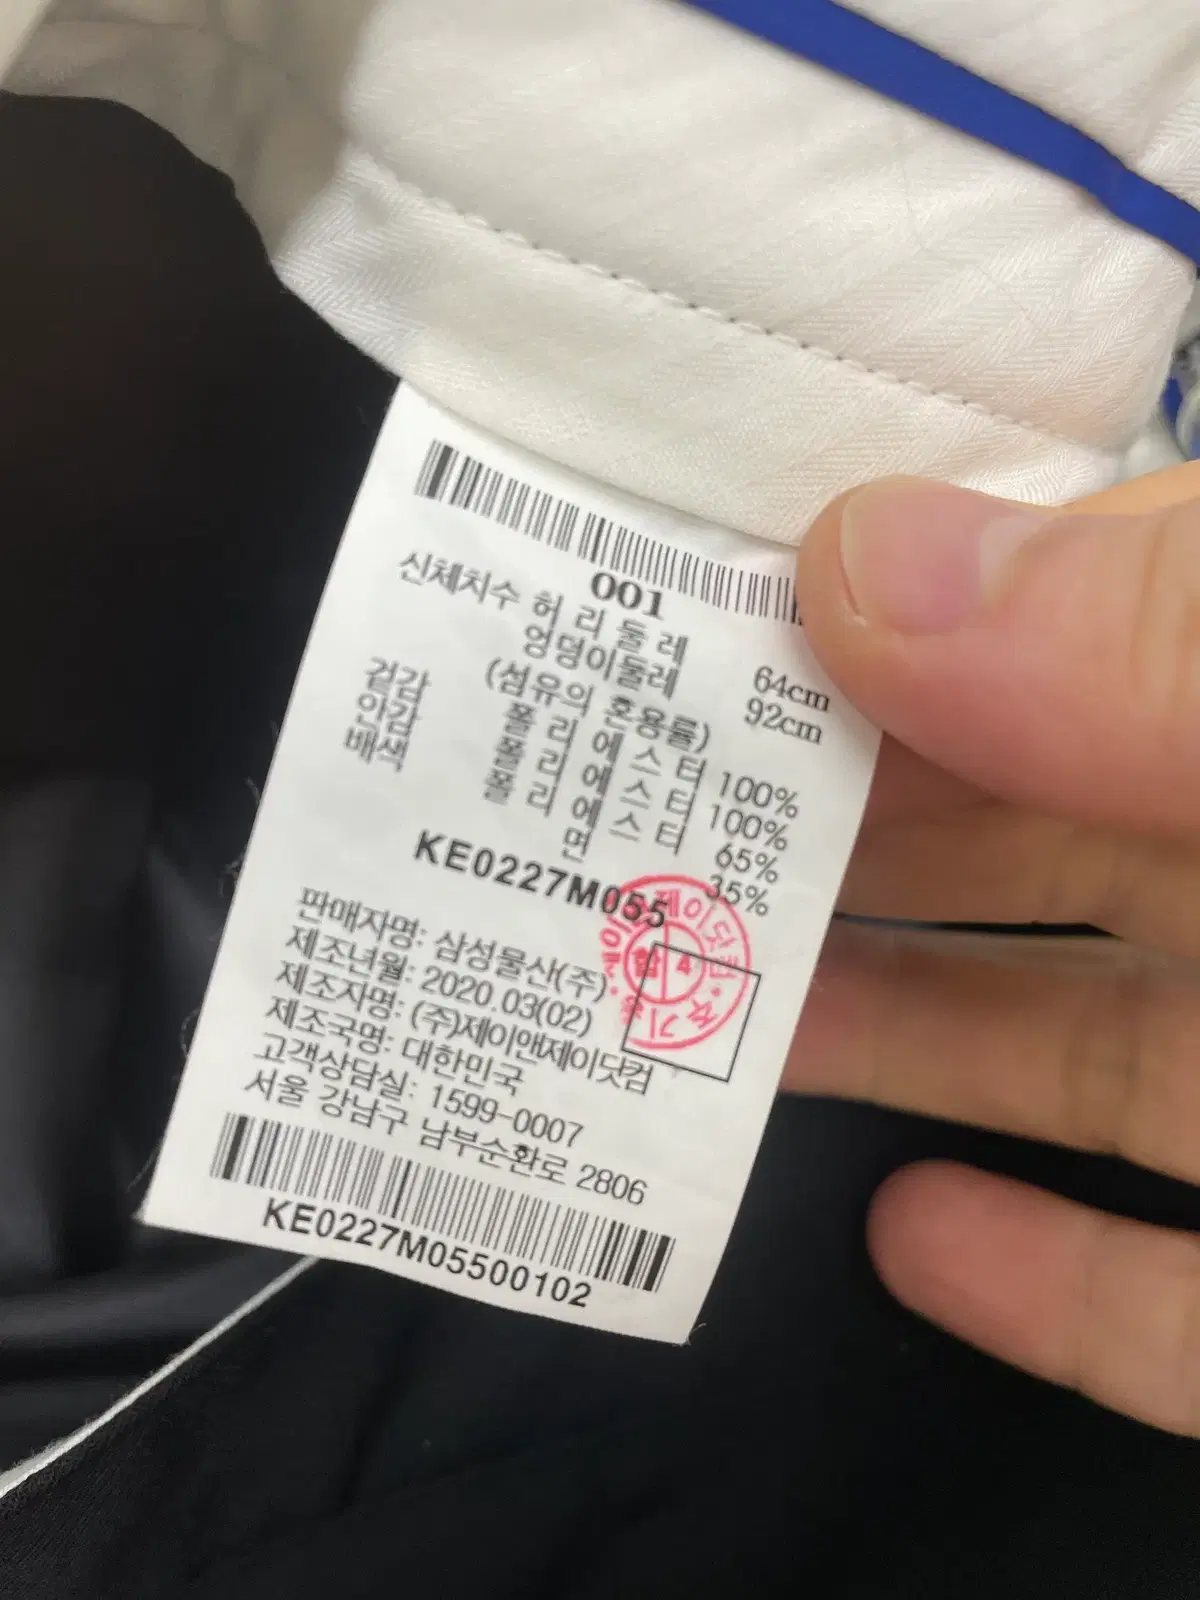 001
신체치수 허 리 둘 레 64cm
엉덩이둘레 92cm
(섬유의 혼용률)
겉감 폴 리 에 스 터 100%
안감 폴 리 에 스 터 100%
배색 폴 리 에 스 터 65%
면 35%
KE0227M055
판매자명: 삼성물산(주)
제조년월: 2020.03(02)
제조자명: (주)제이앤제이닷컴
제조국명: 대한민국
고객상담실: 1599-0007
서울 강남구 남부순환로 2806
KE0227M05500102
4